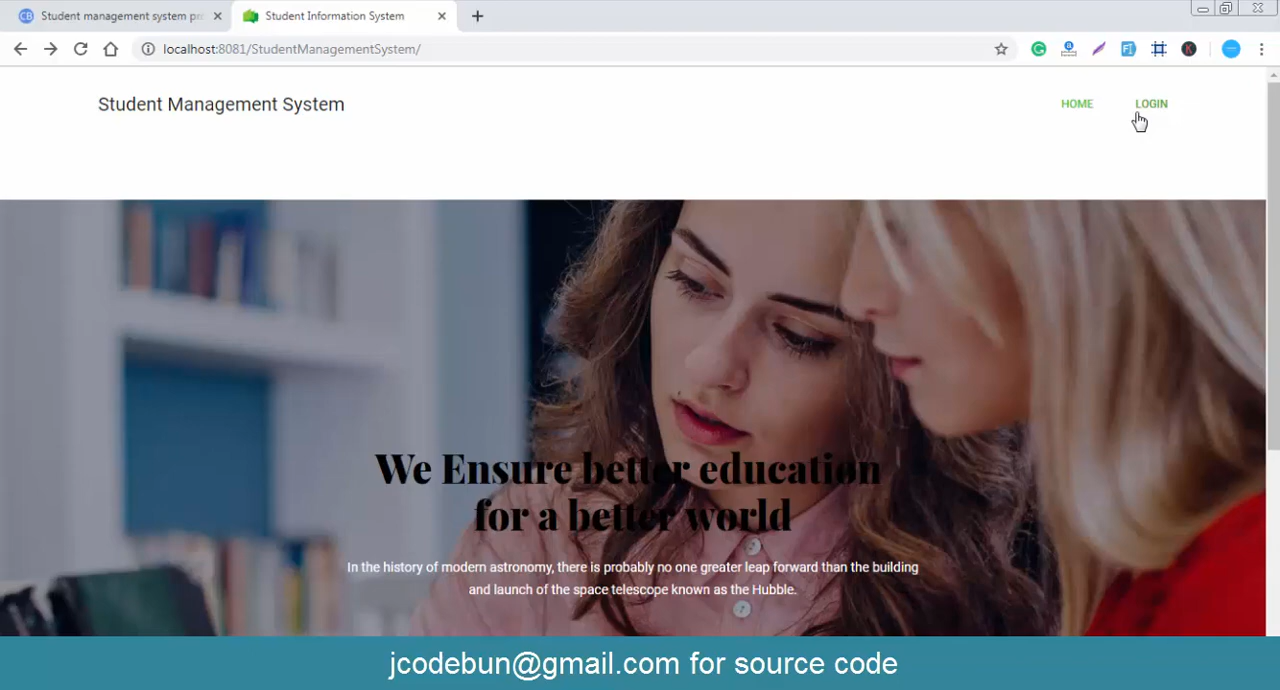 Student management system pro
Student Information System
localhost:8081/StudentManagementSystem/
Student Management System
HOME
LOGIN
We Ensure better education
for a better world
In the history of modern astronomy, there is probably no one greater leap forward than the building
and launch of the space telescope known as the Hubble.
jcodebun@gmail.com for source code